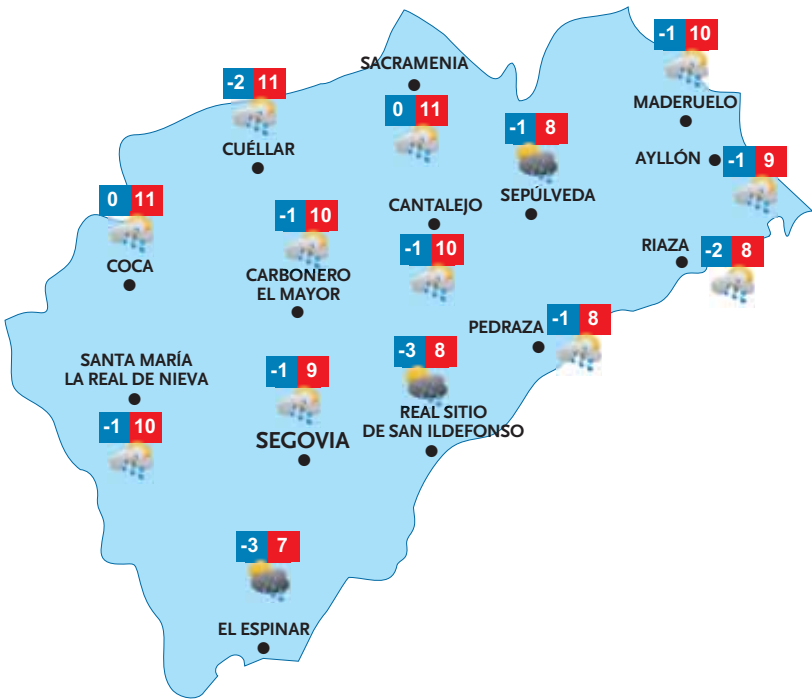 -1 10
MADERUELO
SACRAMENIA
0 11
-2 11
CUÉLLAR
-1 8
SEPÚLVEDA
AYLLÓN
-1 9
0 11
COCA
-1 10
CARBONERO
EL MAYOR
CANTALEJO
-1 10
RIAZA
-2 8
PEDRAZA
-1 8
SANTA MARÍA
LA REAL DE NIEVA
-1 10
-1 9
SEGOVIA
-3 8
REAL SITIO
DE SAN ILDEFONSO
-3 7
EL ESPINAR